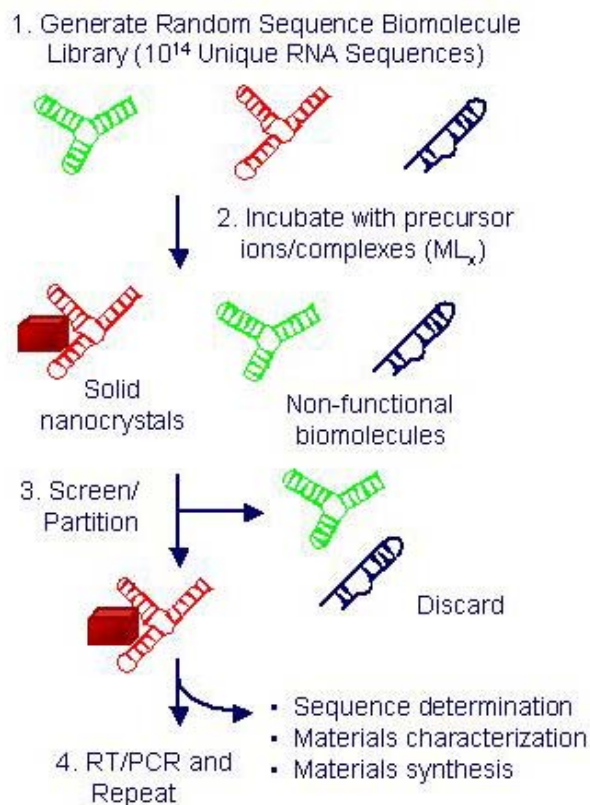 1. Generate Random Sequence Biomolecule
Library (10¹⁴ Unique RNA Sequences)
2. Incubate with precursor
ions/complexes (MLₓ)
Solid
nanocrystals
Non-functional
biomolecules
3. Screen/
Partition
Discard
4. RT/PCR and
Repeat
• Sequence determination
• Materials characterization
• Materials synthesis